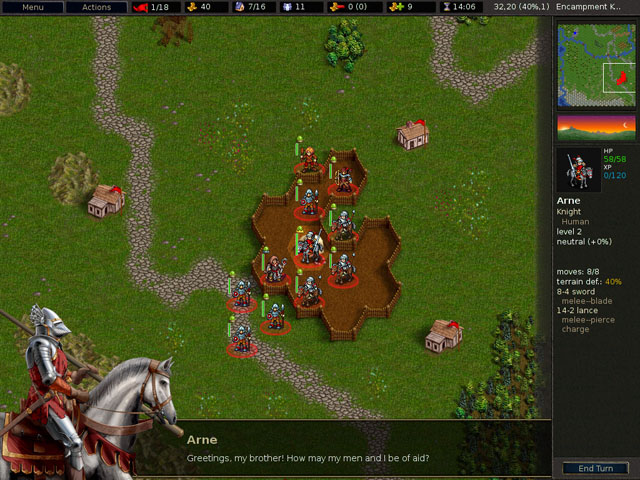 Menu Actions 1/18 40 7/16 11 0 (0) 9 14:06 32,20 (40%,1) Encampment K...
HP
58/58
XP
0/120
Arne
Knight
Human
level 2
neutral (+0%)
moves: 8/8
terrain def.: 40%
8-4 sword
melee--blade
14-2 lance
melee--pierce
charge
Arne
Greetings, my brother! How may my men and I be of aid?
End Turn